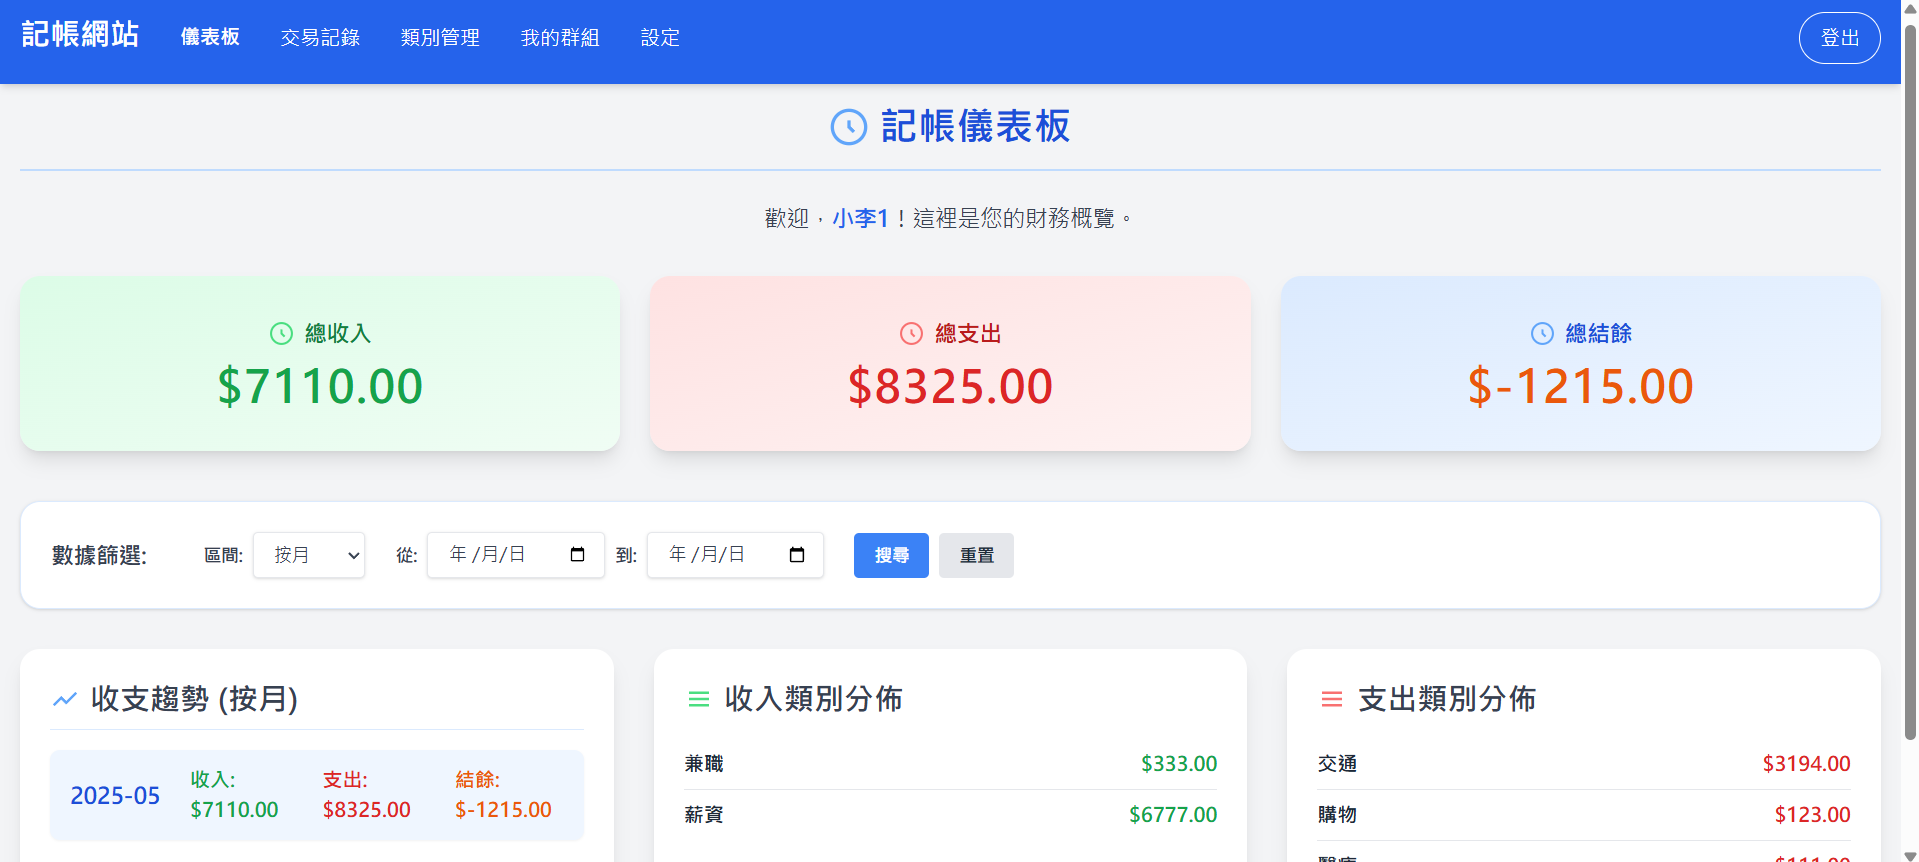 記帳網站 儀表板 交易記錄 類別管理 我的群組 設定 登出
記帳儀表板
歡迎，小李1！這裡是您的財務概覽。
總收入
$7110.00
總支出
$8325.00
總結餘
$-1215.00
數據篩選: 區間: 按月 從: 年 /月/日 到: 年 /月/日 搜尋 重置
收支趨勢 (按月)
2025-05
收入:
$7110.00
支出:
$8325.00
結餘:
$-1215.00
收入類別分佈
兼職 $333.00
薪資 $6777.00
支出類別分佈
交通 $3194.00
購物 $123.00